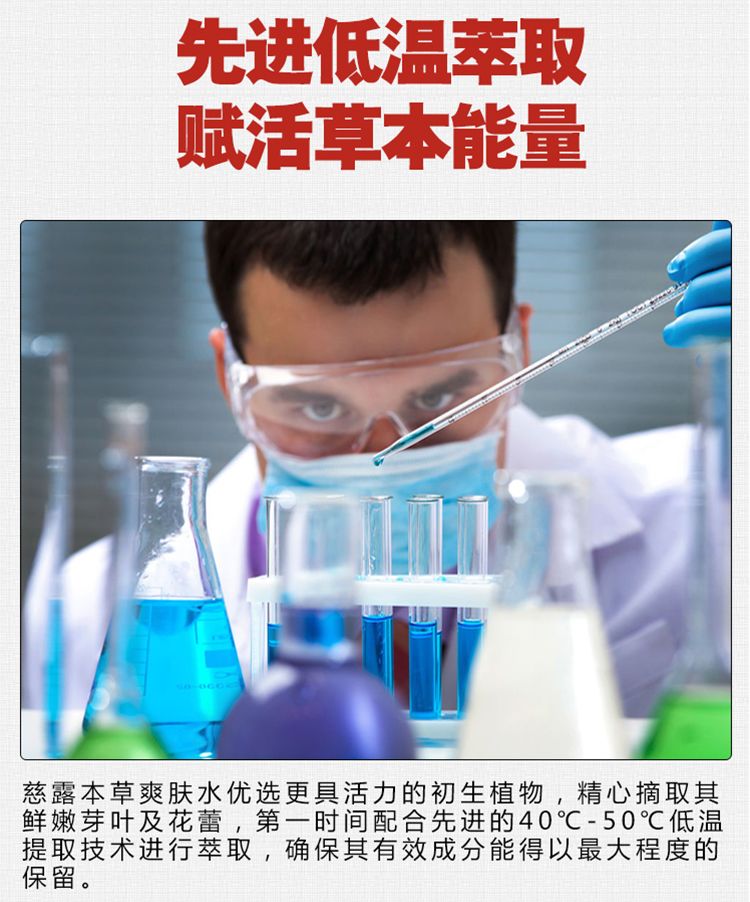 先进低温萃取
赋活草本能量
慈露本草爽肤水优选更具活力的初生植物，精心摘取其
鲜嫩芽叶及花蕾，第一时间配合先进的40℃-50℃低温
提取技术进行萃取，确保其有效成分能得以最大程度的
保留。